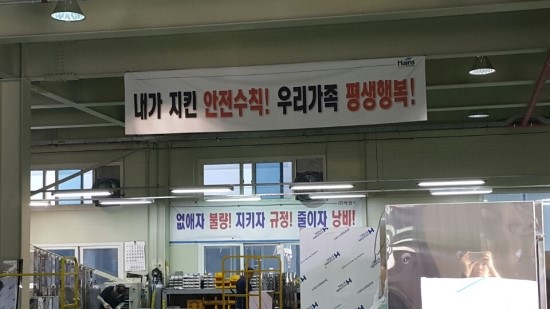 내가 지킨 안전수칙! 우리가족 평생행복!
없애자 불량! 지키자 규정! 줄이자 낭비!